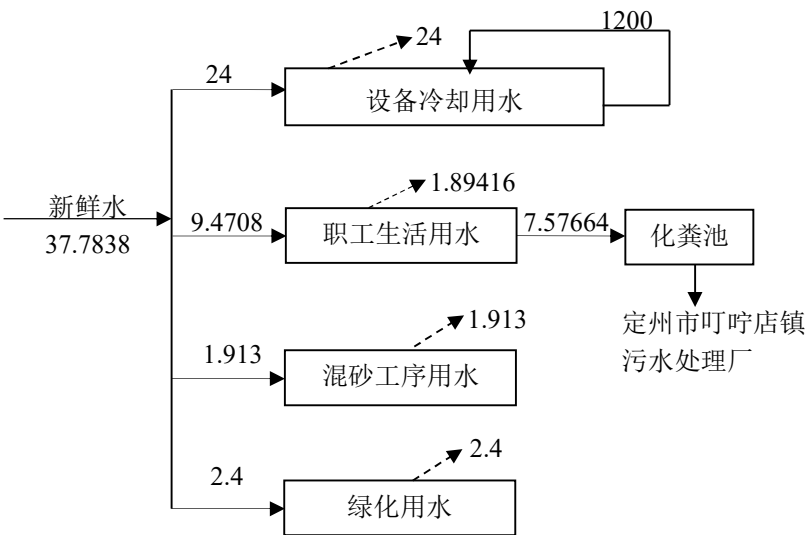 1200
24
24
设备冷却用水
1.89416
新鲜水
37.7838
9.4708
职工生活用水
7.57664
化粪池
定州市叮咛店镇
污水处理厂
1.913
1.913
混砂工序用水
2.4
2.4
绿化用水